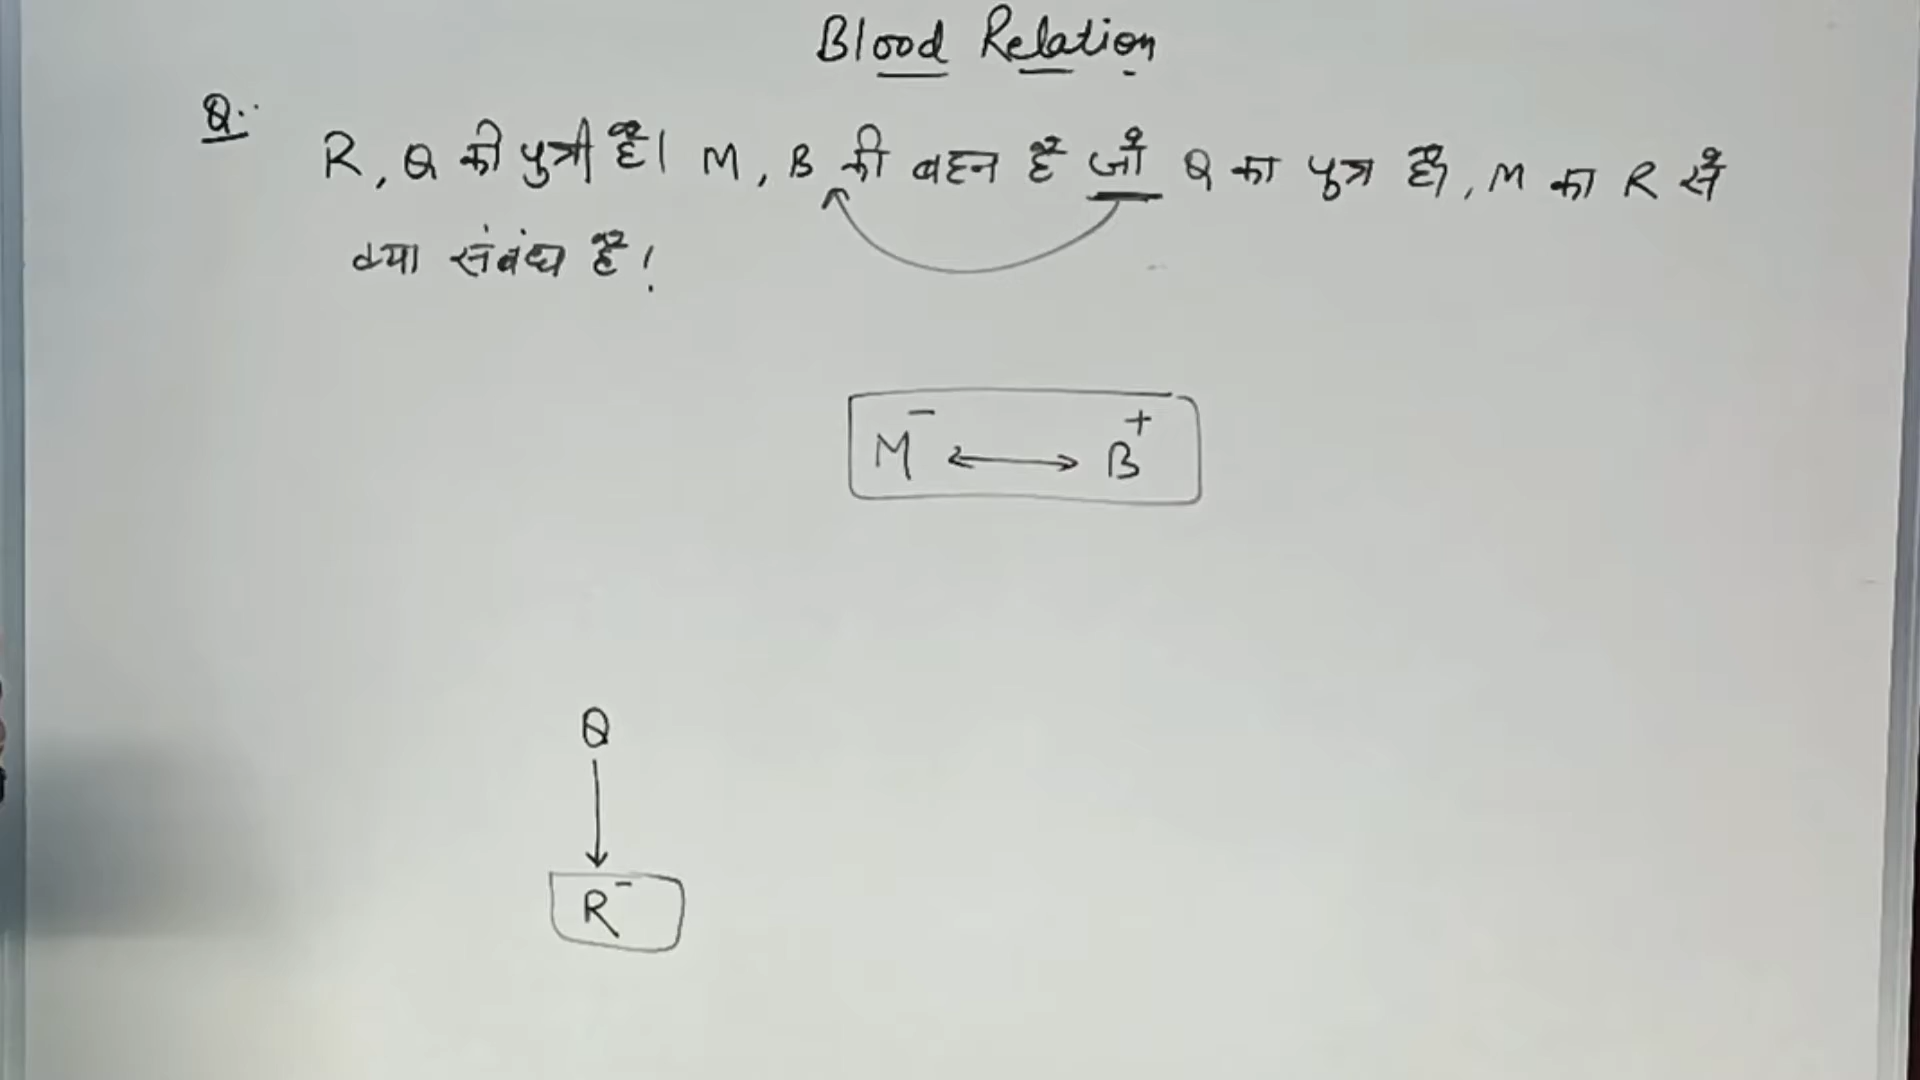 Blood Relation
Q.. R, Q की पुत्री है। M, B की बहन है जो Q का पुत्र है, M का R से
क्या संबंध है!
M⁻ ⟷ B⁺
Q
↓
R⁻